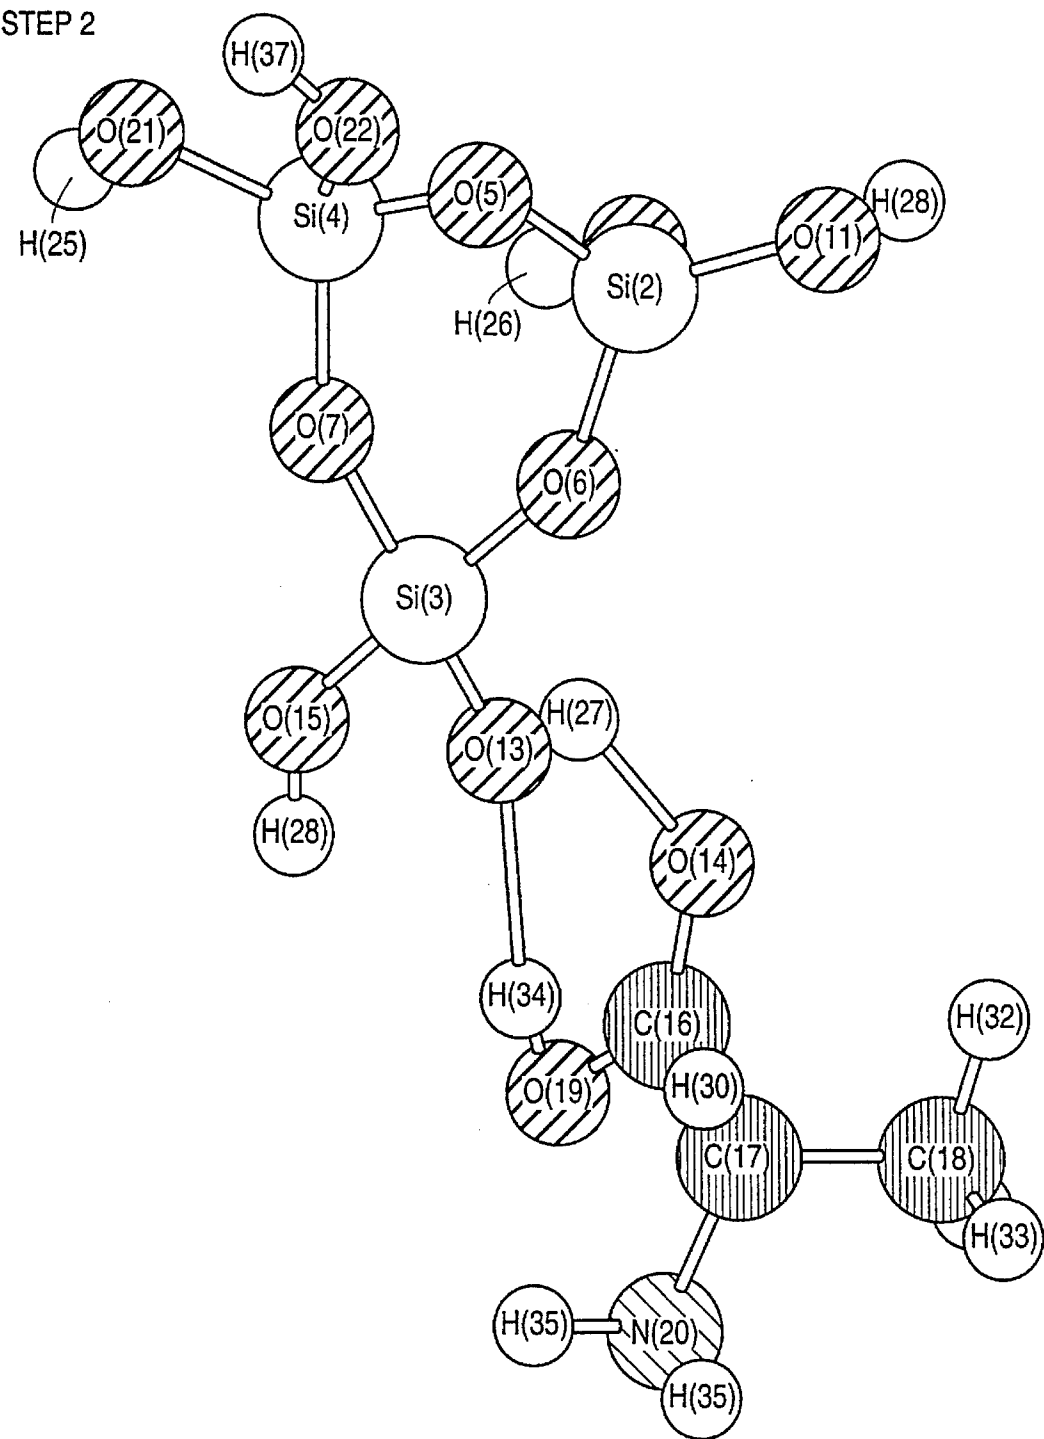 STEP 2
H(37)
O(21)
O(22)
O(5)
H(28)
Si(4)
O(11)
H(25)
Si(2)
H(26)
O(7)
O(6)
Si(3)
H(27)
O(15)
O(13)
H(28)
O(14)
H(34)
C(16)
H(32)
O(19)
H(30)
C(17)
C(18)
H(33)
H(35)
N(20)
H(35)